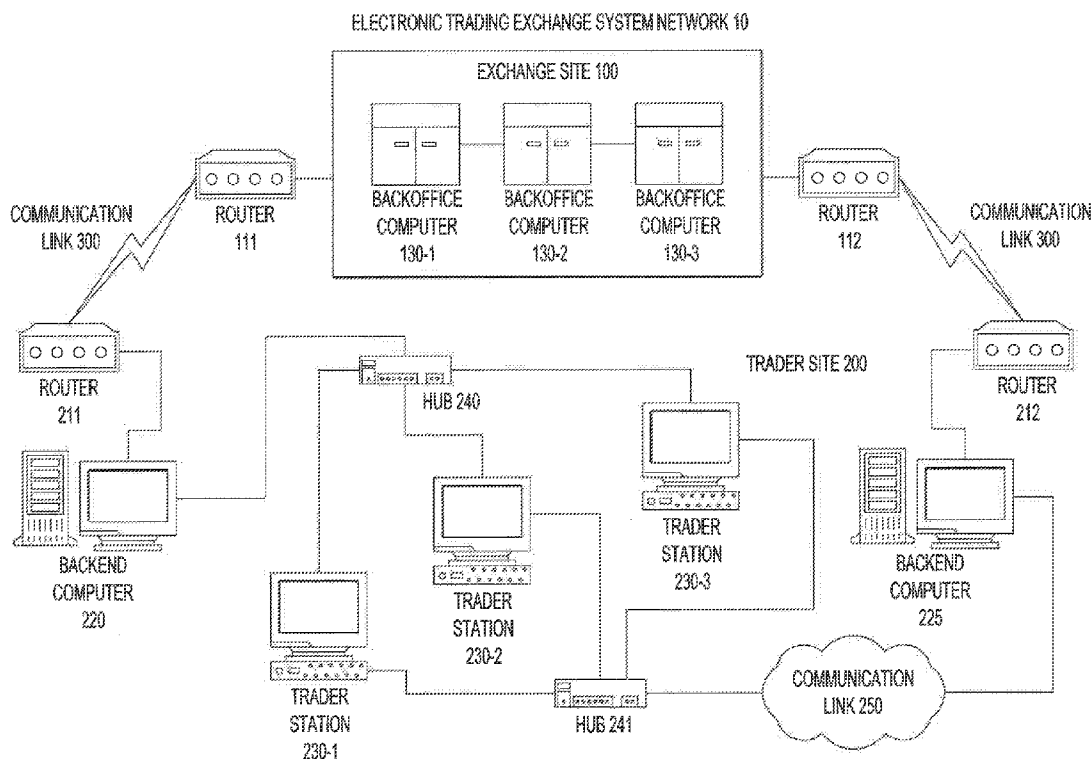 ELECTRONIC TRADING EXCHANGE SYSTEM NETWORK 10
EXCHANGE SITE 100
BACKOFFICE
COMPUTER
130-1
BACKOFFICE
COMPUTER
130-2
BACKOFFICE
COMPUTER
130-3
ROUTER
111
ROUTER
112
COMMUNICATION
LINK 300
COMMUNICATION
LINK 300
ROUTER
211
HUB 240
TRADER SITE 200
ROUTER
212
BACKEND
COMPUTER
220
TRADER
STATION
230-1
TRADER
STATION
230-2
TRADER
STATION
230-3
BACKEND
COMPUTER
225
HUB 241
COMMUNICATION
LINK 250